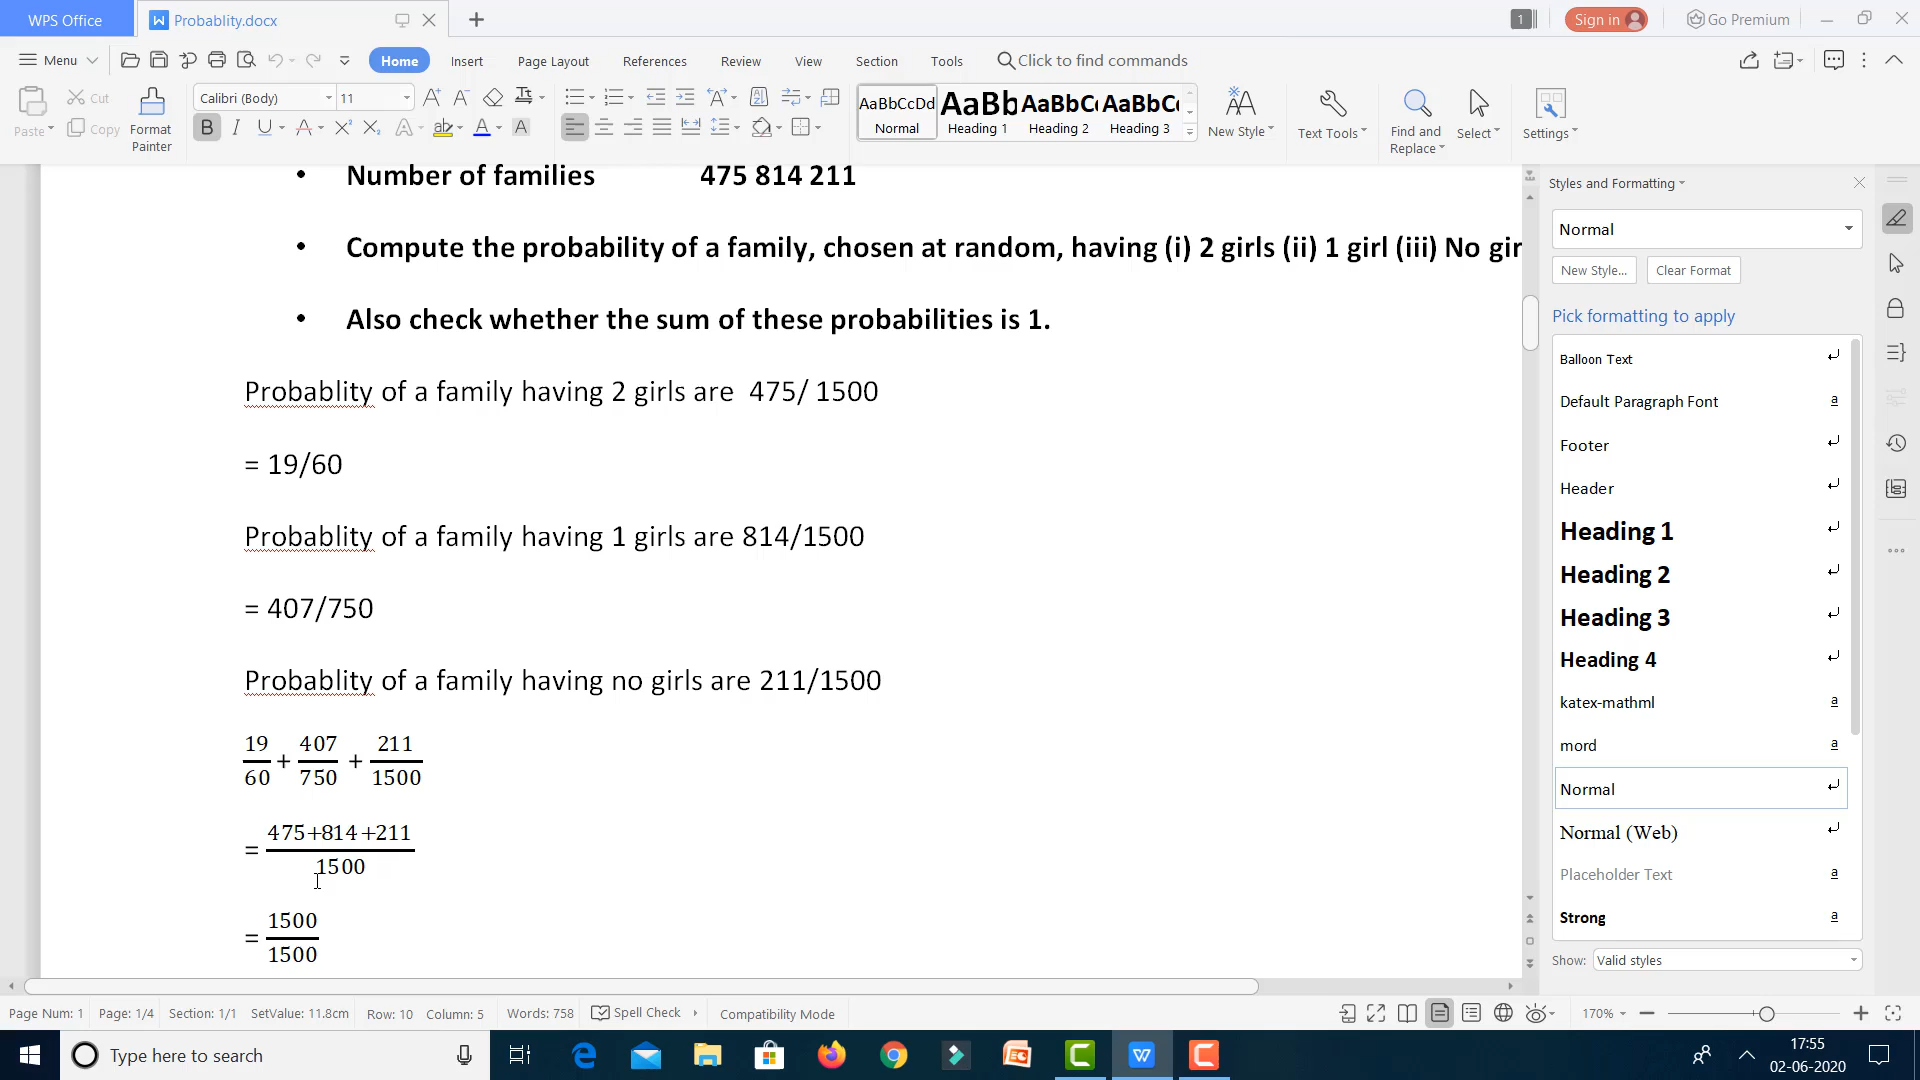 WPS Office
Probablity.docx
1
Sign in
Go Premium
Menu
Home
Insert
Page Layout
References
Review
View
Section
Tools
Click to find commands
Paste
Cut
Copy
Format
Painter
Calibri (Body)
11
AaBbCcDd
Normal
AaBb
Heading 1
AaBbC
Heading 2
AaBbC
Heading 3
New Style
Text Tools
Find and
Replace
Select
Settings
• Number of families 475 814 211
• Compute the probability of a family, chosen at random, having (i) 2 girls (ii) 1 girl (iii) No gir
• Also check whether the sum of these probabilities is 1.
Probablity of a family having 2 girls are 475/ 1500
= 19/60
Probablity of a family having 1 girls are 814/1500
= 407/750
Probablity of a family having no girls are 211/1500
19/60 + 407/750 + 211/1500
= 475+814+211/1500
= 1500/1500
Styles and Formatting
Normal
New Style...
Clear Format
Pick formatting to apply
Balloon Text
Default Paragraph Font
Footer
Header
Heading 1
Heading 2
Heading 3
Heading 4
katex-mathml
mord
Normal
Normal (Web)
Placeholder Text
Strong
Show: Valid styles
Page Num: 1
Page: 1/4
Section: 1/1
SetValue: 11.8cm
Row: 10
Column: 5
Words: 758
Spell Check
Compatibility Mode
170%
Type here to search
17:55
02-06-2020